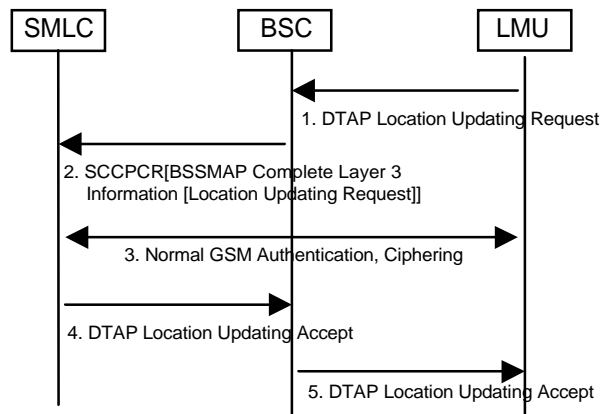 SMLC
BSC
LMU
1. DTAP Location Updating Request
2. SCCPCR[BSSMAP Complete Layer 3
Information [Location Updating Request]]
3. Normal GSM Authentication, Ciphering
4. DTAP Location Updating Accept
5. DTAP Location Updating Accept